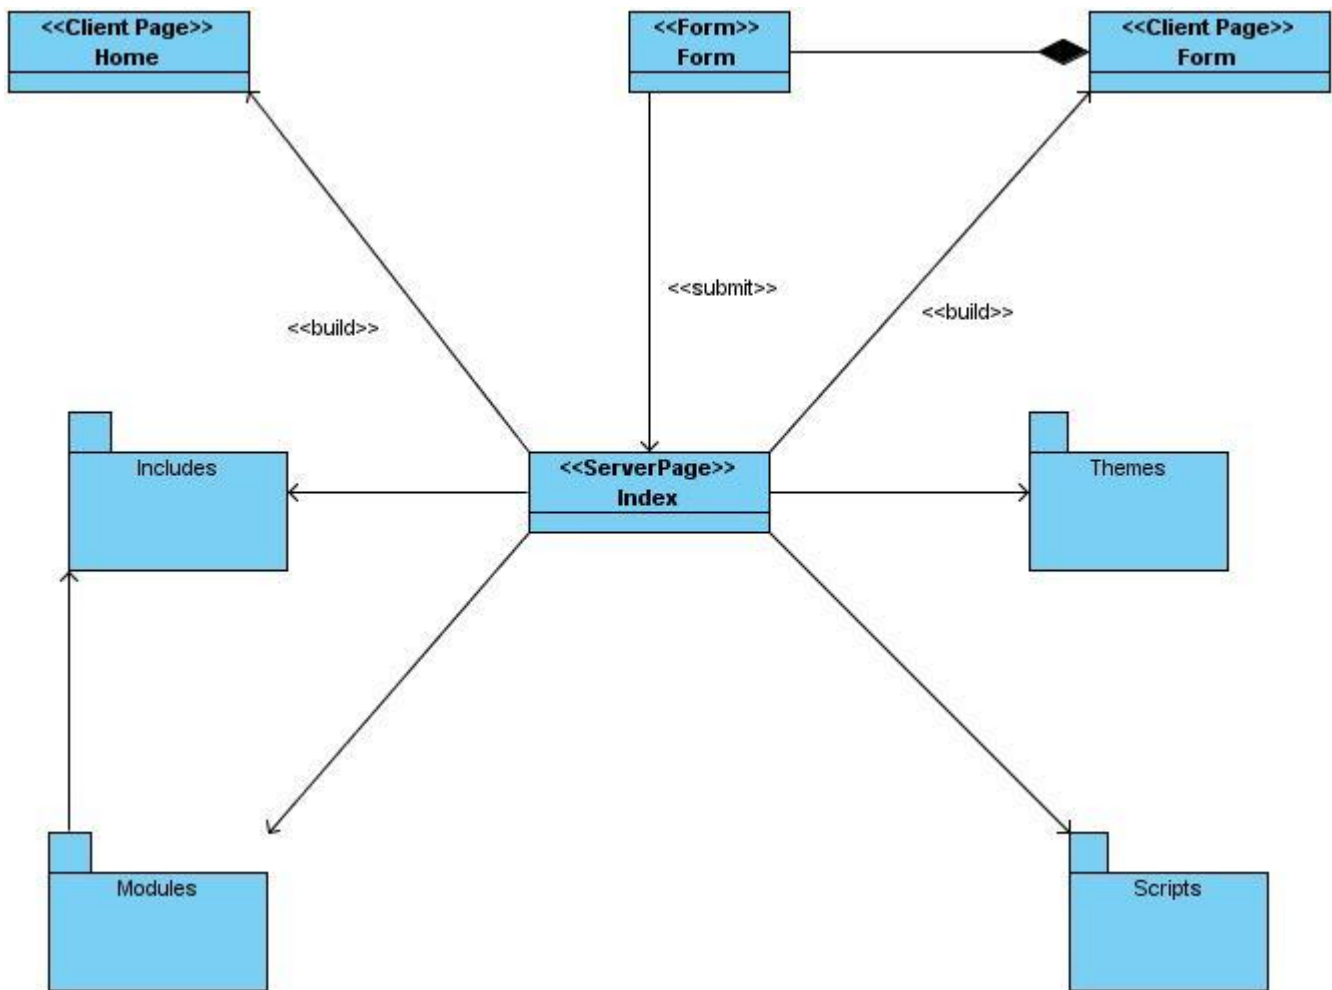 <<Client Page>>
Home
<<Form>>
Form
<<Client Page>>
Form
<<submit>>
<<build>>
<<build>>
Includes
<<ServerPage>>
Index
Themes
Modules
Scripts